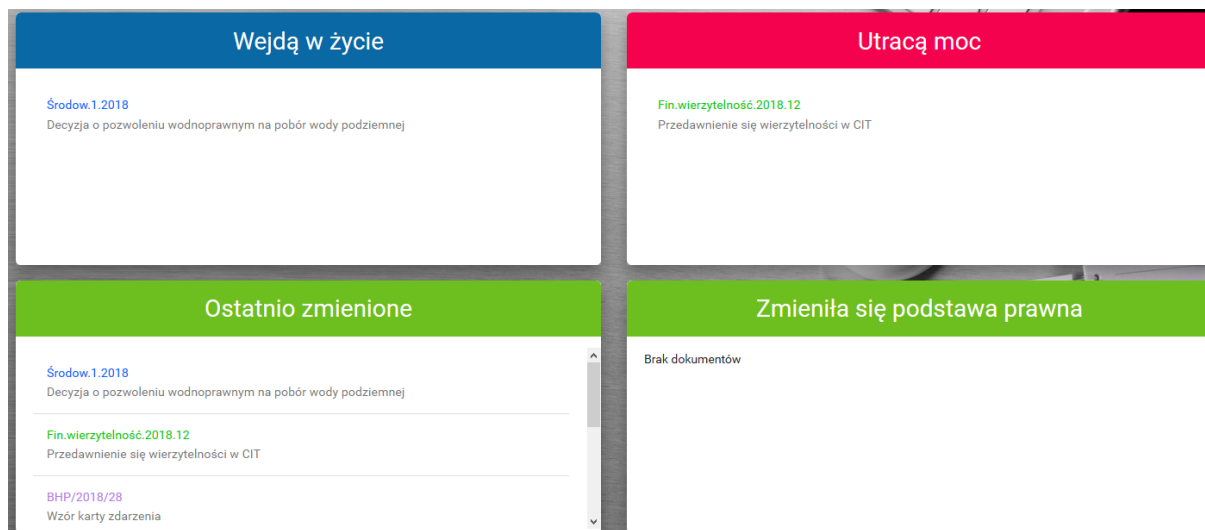 Wejdą w życie
Środow.1.2018
Decyzja o pozwoleniu wodnoprawnym na pobór wody podziemnej
Utracą moc
Fin.wierzytelność.2018.12
Przedawnienie się wierzytelności w CIT
Ostatnio zmienione
Środow.1.2018
Decyzja o pozwoleniu wodnoprawnym na pobór wody podziemnej
Fin.wierzytelność.2018.12
Przedawnienie się wierzytelności w CIT
BHP/2018/28
Wzór karty zdarzenia
Zmieniła się podstawa prawna
Brak dokumentów